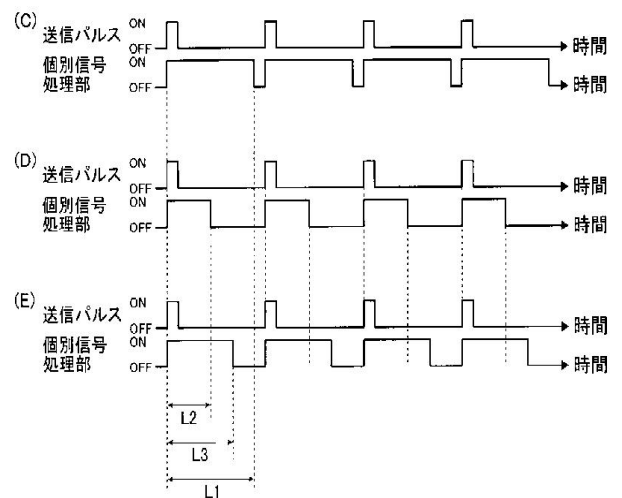 (C)
送信パルス ON
OFF
時間
個別信号
処理部 ON
OFF
時間
(D)
送信パルス ON
OFF
時間
個別信号
処理部 ON
OFF
時間
(E)
送信パルス ON
OFF
時間
個別信号
処理部 ON
OFF
時間
L2
L3
L1